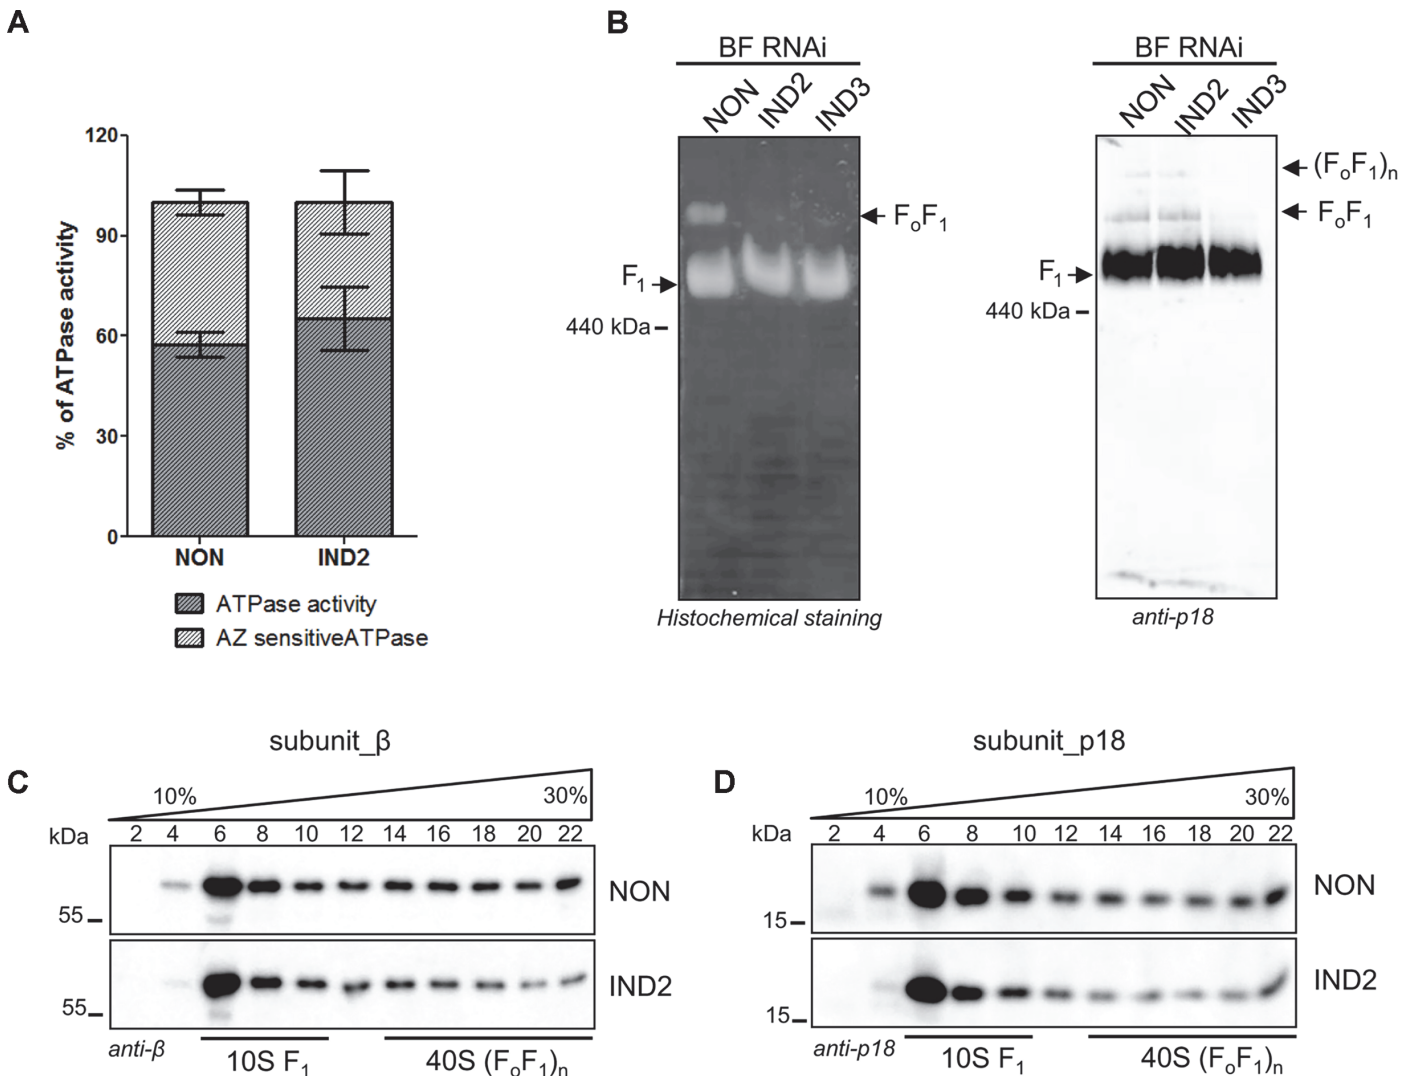 A
120
90
60
30
0
% of ATPase activity
NON IND2
ATPase activity
AZ sensitiveATPase
B
BF RNAi
NON IND2 IND3
FoF1
F1
440 kDa
Histochemical staining
BF RNAi
NON IND2 IND3
(FoF1)n
FoF1
F1
440 kDa
anti-p18
C
subunit_β
10% 30%
kDa 2 4 6 8 10 12 14 16 18 20 22
NON
55
IND2
55
anti-β
10S F1 40S (FoF1)n
D
subunit_p18
10% 30%
kDa 2 4 6 8 10 12 14 16 18 20 22
NON
15
IND2
15
anti-p18
10S F1 40S (FoF1)n